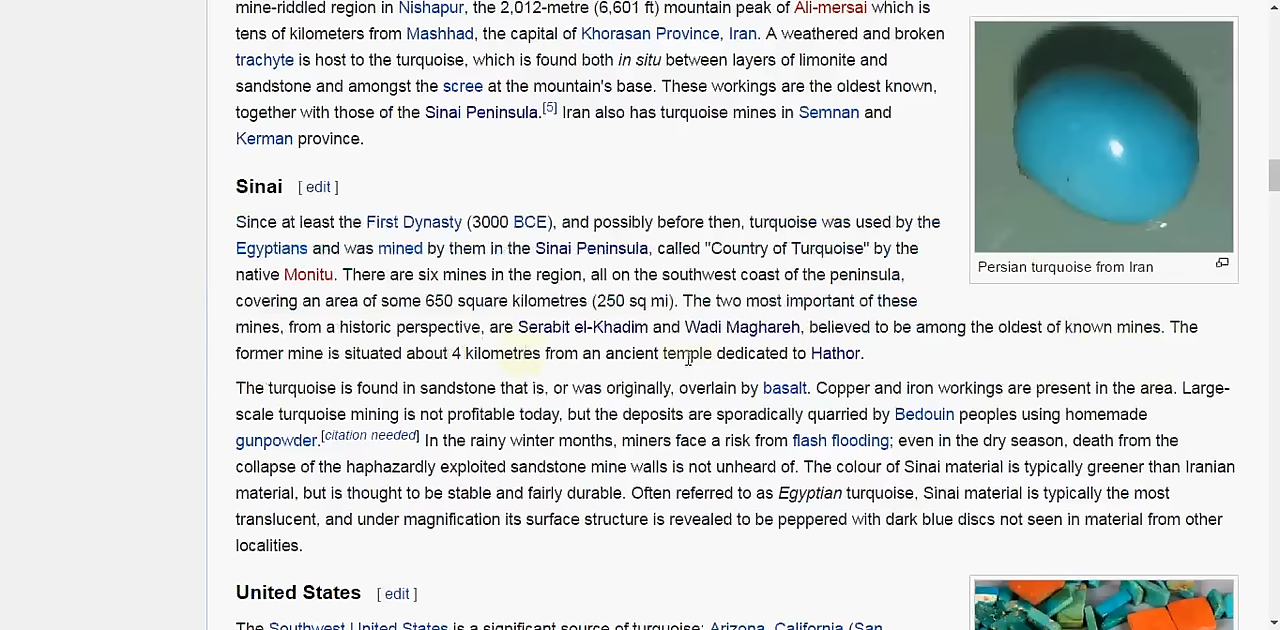 mine-riddled region in Nishapur, the 2,012-metre (6,601 ft) mountain peak of Ali-mersai which is
tens of kilometers from Mashhad, the capital of Khorasan Province, Iran. A weathered and broken
trachyte is host to the turquoise, which is found both in situ between layers of limonite and
sandstone and amongst the scree at the mountain's base. These workings are the oldest known,
together with those of the Sinai Peninsula.[5] Iran also has turquoise mines in Semnan and
Kerman province.
Persian turquoise from Iran
Sinai [ edit ]
Since at least the First Dynasty (3000 BCE), and possibly before then, turquoise was used by the
Egyptians and was mined by them in the Sinai Peninsula, called "Country of Turquoise" by the
native Monitu. There are six mines in the region, all on the southwest coast of the peninsula,
covering an area of some 650 square kilometres (250 sq mi). The two most important of these
mines, from a historic perspective, are Serabit el-Khadim and Wadi Maghareh, believed to be among the oldest of known mines. The
former mine is situated about 4 kilometres from an ancient temple dedicated to Hathor.
The turquoise is found in sandstone that is, or was originally, overlain by basalt. Copper and iron workings are present in the area. Large-
scale turquoise mining is not profitable today, but the deposits are sporadically quarried by Bedouin peoples using homemade
gunpowder.[citation needed] In the rainy winter months, miners face a risk from flash flooding; even in the dry season, death from the
collapse of the haphazardly exploited sandstone mine walls is not unheard of. The colour of Sinai material is typically greener than Iranian
material, but is thought to be stable and fairly durable. Often referred to as Egyptian turquoise, Sinai material is typically the most
translucent, and under magnification its surface structure is revealed to be peppered with dark blue discs not seen in material from other
localities.
United States [ edit ]
The Southwest United States is a significant source of turquoise; Arizona, California (San